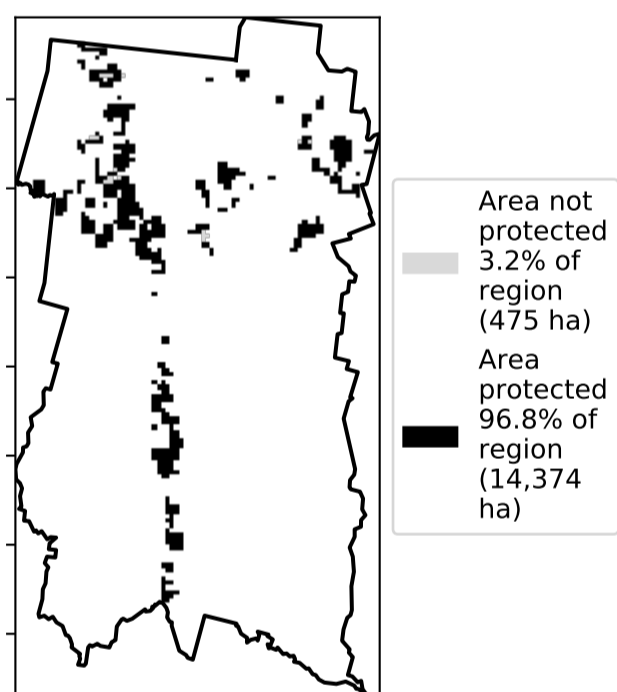 Area not
protected
3.2% of
region
(475 ha)
Area
protected
96.8% of
region
(14,374
ha)